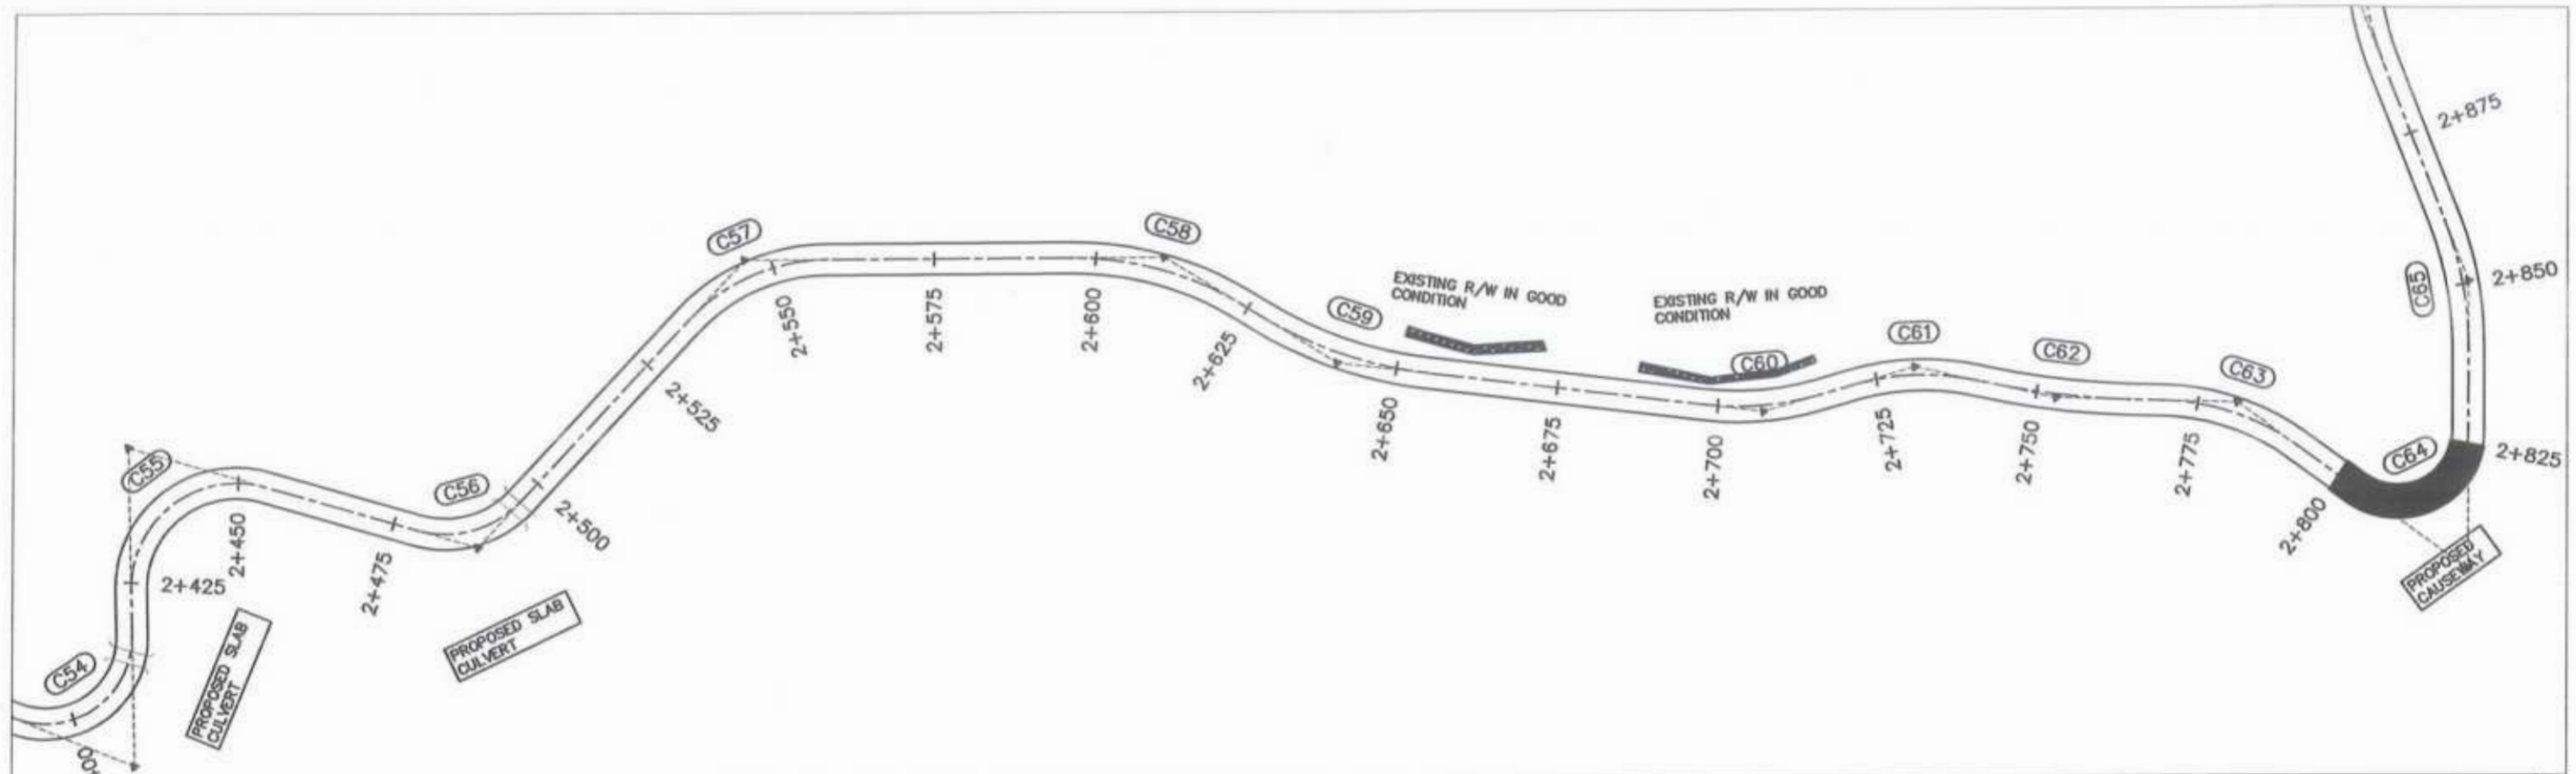 2+875
2+850
C65
2+825
C57
C58
EXISTING R/W IN GOOD
CONDITION
EXISTING R/W IN GOOD
CONDITION
C59
C60
C61
C62
C63
C64
2+550
2+575
2+600
2+625
2+650
2+675
2+700
2+725
2+750
2+775
2+800
PROPOSED
CAUSEWAY
C55
C56
2+525
2+500
2+450
2+475
2+425
C54
PROPOSED SLAB
CULVERT
PROPOSED SLAB
CULVERT